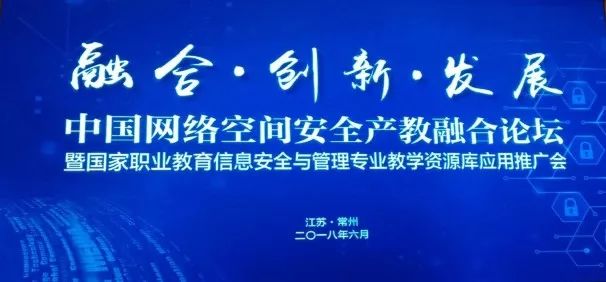 融合·创新·发展
中国网络空间安全产教融合论坛
暨国家职业教育信息安全与管理专业教学资源库应用推广会
江苏·常州
二〇一八年六月